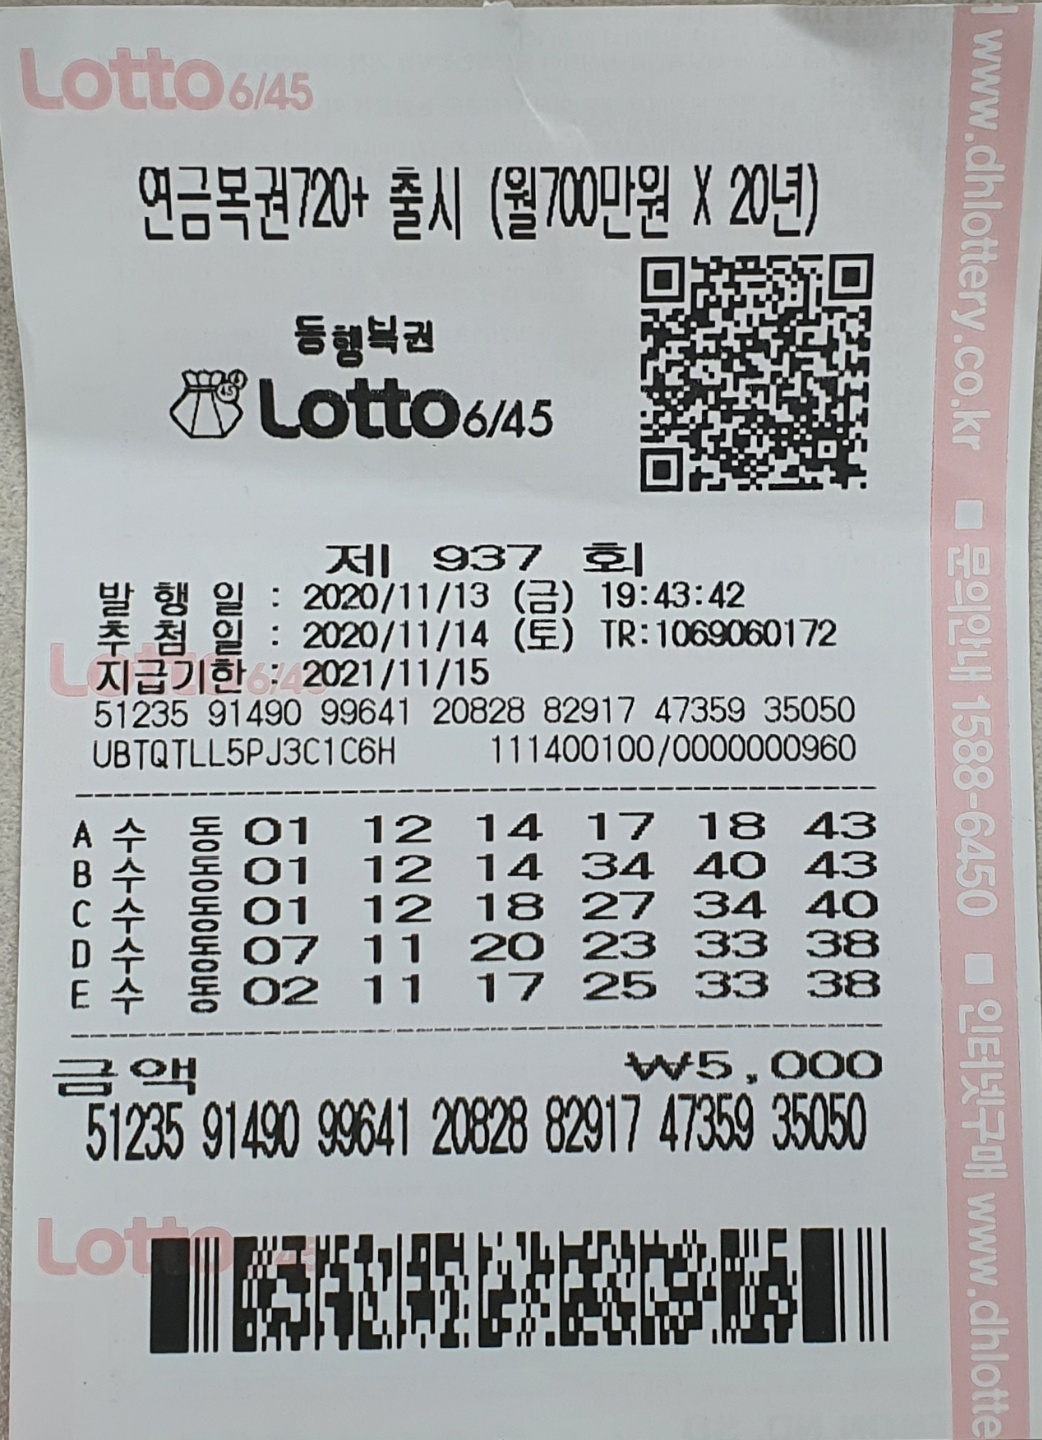 Lotto 6/45
연금복권720+ 출시 (월700만원 X 20년)
동행복권
Lotto 6/45
제 937 회
발 행 일 : 2020/11/13 (금) 19:43:42
추 첨 일 : 2020/11/14 (토) TR:1069060172
Lotto 6/45
지급기한 : 2021/11/15
51235 91490 99641 20828 82917 47359 35050
UBTQTLL5PJ3C1C6H 111400100/0000000960
A 수 동 01 12 14 17 18 43
B 수 동 01 12 14 34 40 43
C 수 동 01 12 18 27 34 40
D 수 동 07 11 20 23 33 38
E 수 동 02 11 17 25 33 38
금 액 ₩5,000
51235 91490 99641 20828 82917 47359 35050
Lotto 6/45
www.dhlottery.co.kr ■ 문의안내 1588-6450 ■ 인터넷구매 www.dhlotte